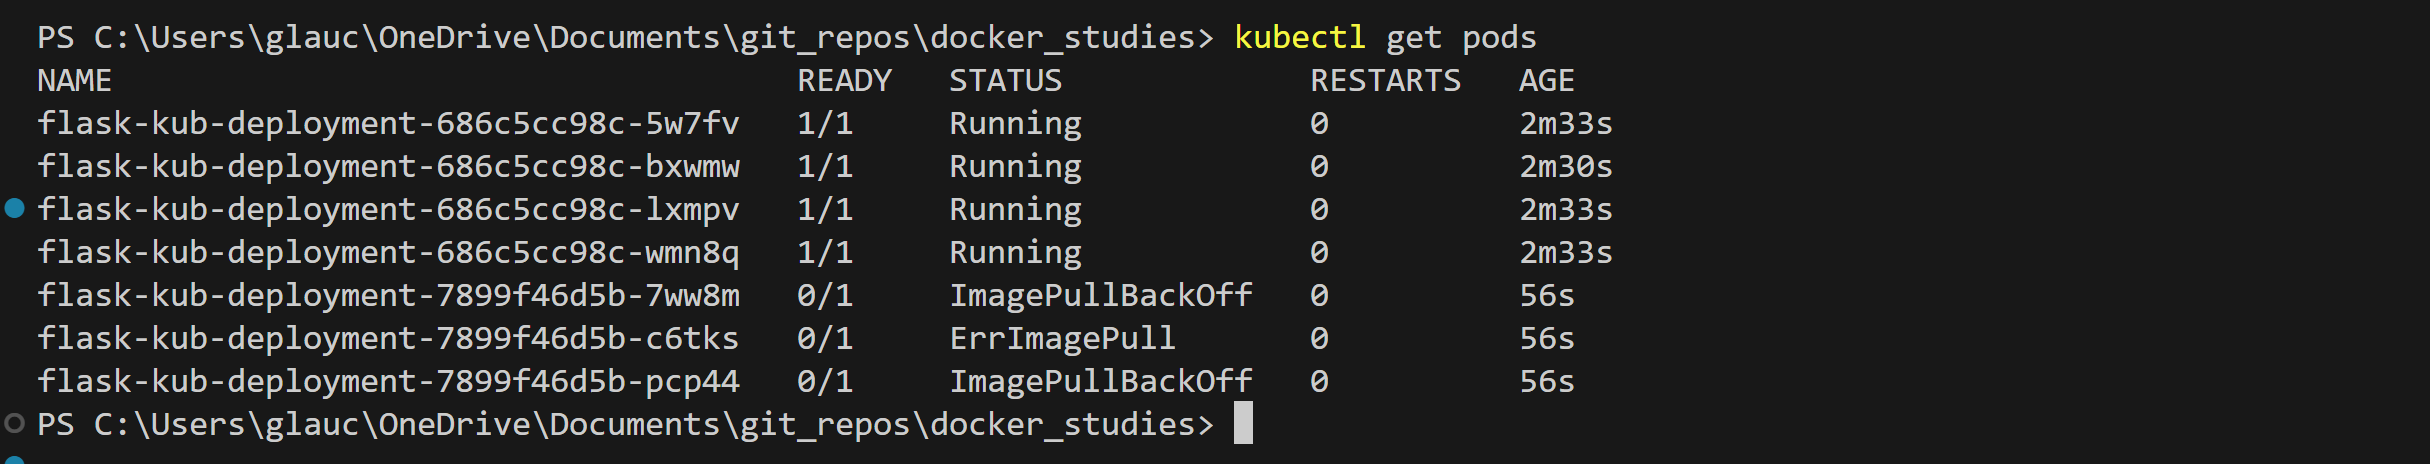 PS C:\Users\glauc\OneDrive\Documents\git_repos\docker_studies> kubectl get pods
NAME                                    READY   STATUS             RESTARTS   AGE
flask-kub-deployment-686c5cc98c-5w7fv   1/1     Running            0          2m33s
flask-kub-deployment-686c5cc98c-bxwmw   1/1     Running            0          2m30s
flask-kub-deployment-686c5cc98c-lxmpv   1/1     Running            0          2m33s
flask-kub-deployment-686c5cc98c-wmn8q   1/1     Running            0          2m33s
flask-kub-deployment-7899f46d5b-7ww8m   0/1     ImagePullBackOff   0          56s
flask-kub-deployment-7899f46d5b-c6tks   0/1     ErrImagePull       0          56s
flask-kub-deployment-7899f46d5b-pcp44   0/1     ImagePullBackOff   0          56s
PS C:\Users\glauc\OneDrive\Documents\git_repos\docker_studies>